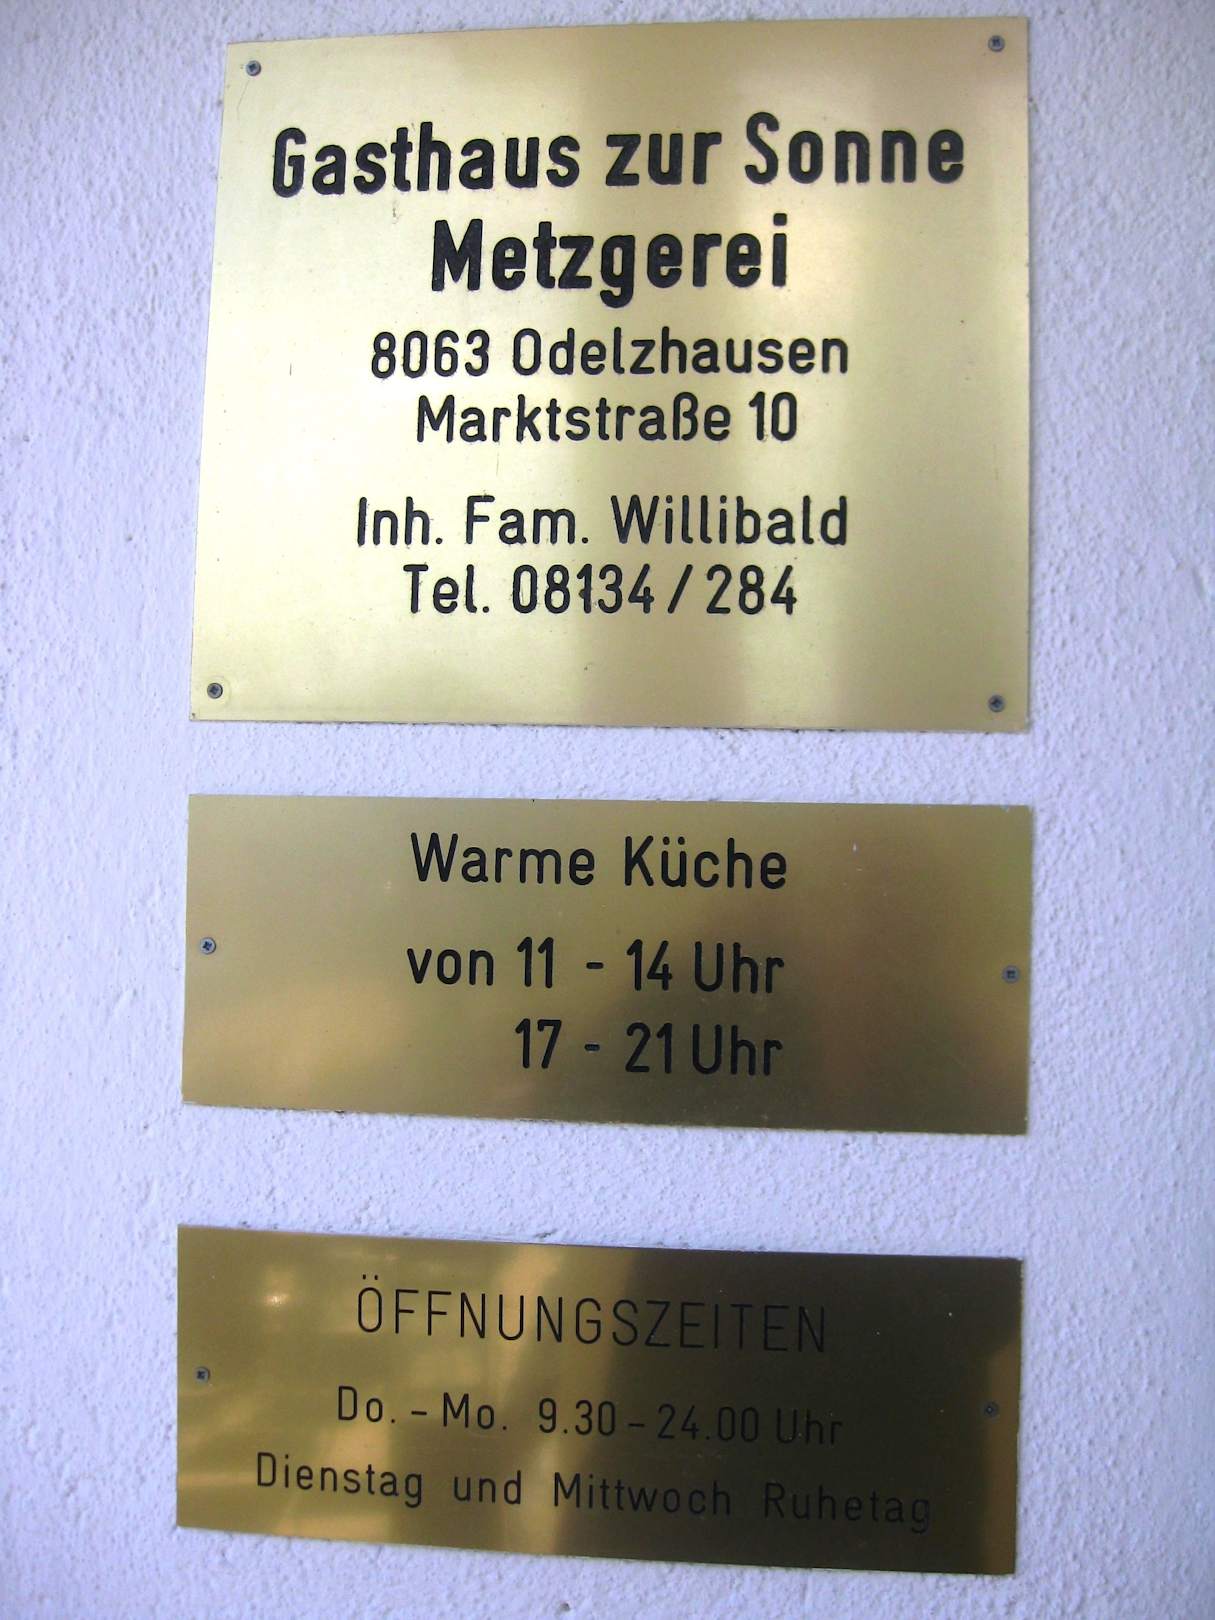 Gasthaus zur Sonne
Metzgerei
8063 Odelzhausen
Marktstraße 10
Inh. Fam. Willibald
Tel. 08134 / 284
Warme Küche
von 11 - 14 Uhr
17 - 21 Uhr
ÖFFNUNGSZEITEN
Do. - Mo. 9.30 - 24.00 Uhr
Dienstag und Mittwoch Ruhetag